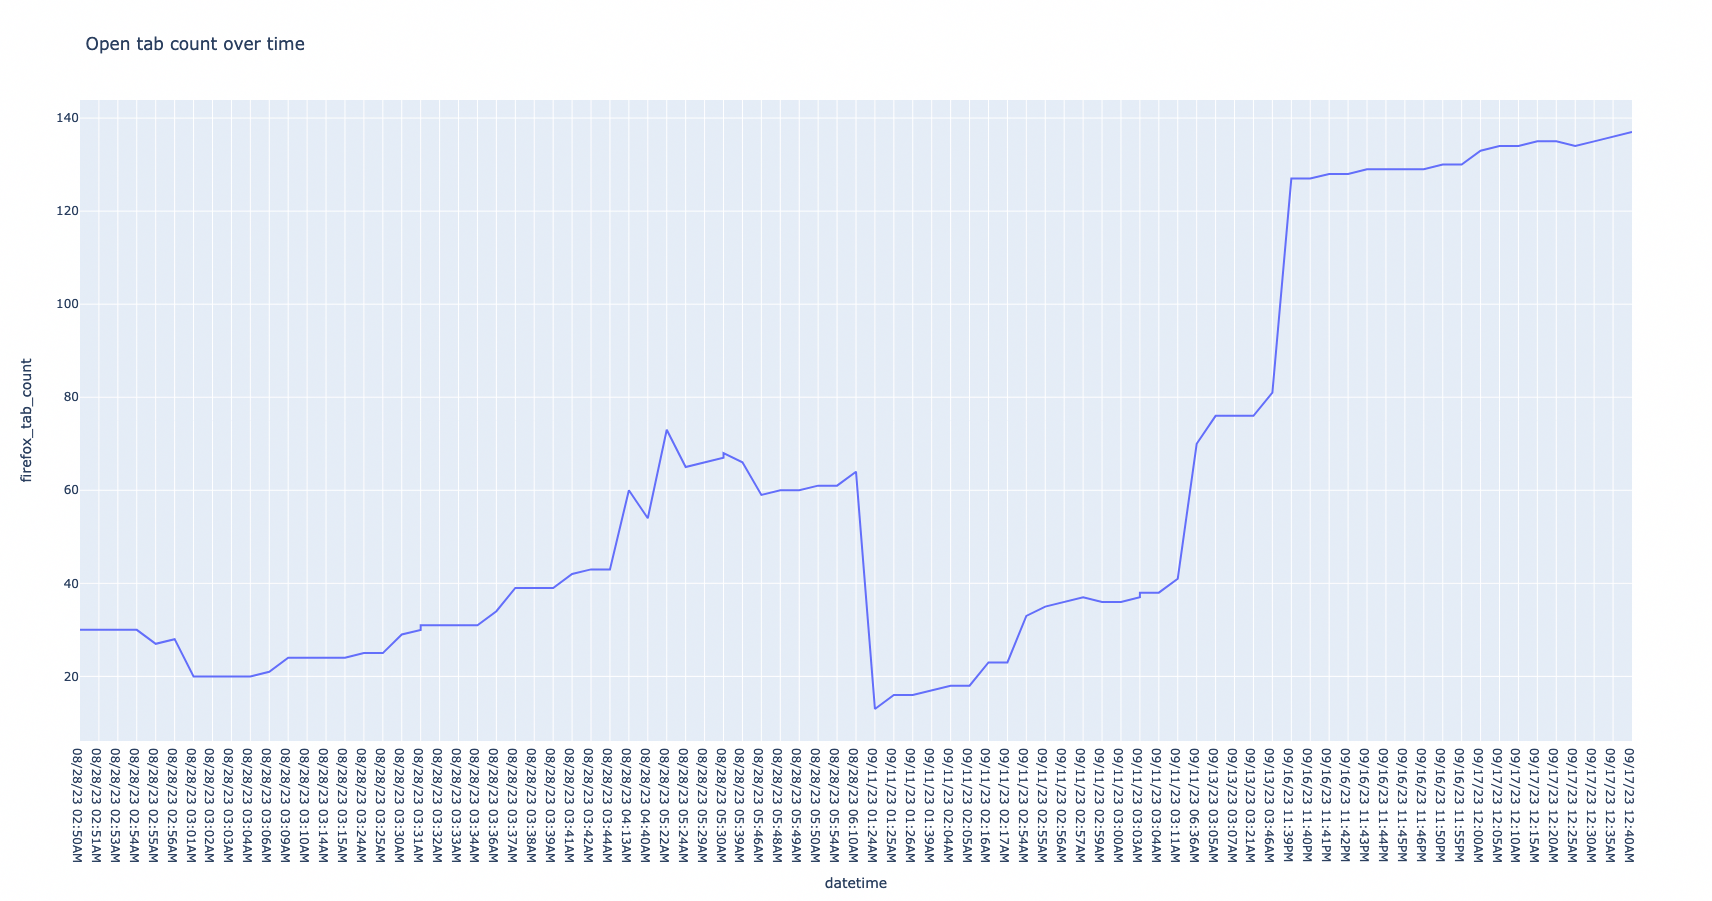 Open tab count over time
140
120
100
80
60
40
20
firefox_tab_count
08/28/23 02:50AM
08/28/23 02:51AM
08/28/23 02:53AM
08/28/23 02:54AM
08/28/23 02:55AM
08/28/23 02:56AM
08/28/23 03:01AM
08/28/23 03:02AM
08/28/23 03:03AM
08/28/23 03:04AM
08/28/23 03:06AM
08/28/23 03:09AM
08/28/23 03:10AM
08/28/23 03:14AM
08/28/23 03:15AM
08/28/23 03:24AM
08/28/23 03:25AM
08/28/23 03:30AM
08/28/23 03:31AM
08/28/23 03:33AM
08/28/23 03:34AM
08/28/23 03:34AM
08/28/23 03:36AM
08/28/23 03:37AM
08/28/23 03:38AM
08/28/23 03:39AM
08/28/23 03:41AM
08/28/23 03:42AM
08/28/23 03:44AM
08/28/23 04:13AM
08/28/23 04:40AM
08/28/23 05:22AM
08/28/23 05:24AM
08/28/23 05:29AM
08/28/23 05:30AM
08/28/23 05:39AM
08/28/23 05:46AM
08/28/23 05:48AM
08/28/23 05:49AM
08/28/23 05:50AM
08/28/23 05:54AM
08/28/23 06:10AM
09/11/23 01:24AM
09/11/23 01:25AM
09/11/23 01:26AM
09/11/23 01:39AM
09/11/23 02:04AM
09/11/23 02:05AM
09/11/23 02:16AM
09/11/23 02:17AM
09/11/23 02:54AM
09/11/23 02:55AM
09/11/23 02:56AM
09/11/23 02:57AM
09/11/23 02:59AM
09/11/23 03:00AM
09/11/23 03:03AM
09/11/23 03:04AM
09/11/23 03:11AM
09/11/23 06:36AM
09/13/23 03:05AM
09/13/23 03:07AM
09/13/23 03:21AM
09/13/23 03:46AM
09/16/23 11:39PM
09/16/23 11:40PM
09/16/23 11:41PM
09/16/23 11:42PM
09/16/23 11:43PM
09/16/23 11:44PM
09/16/23 11:45PM
09/16/23 11:46PM
09/16/23 11:50PM
09/16/23 11:55PM
09/17/23 12:00AM
09/17/23 12:05AM
09/17/23 12:10AM
09/17/23 12:15AM
09/17/23 12:20AM
09/17/23 12:25AM
09/17/23 12:30AM
09/17/23 12:35AM
09/17/23 12:40AM
datetime